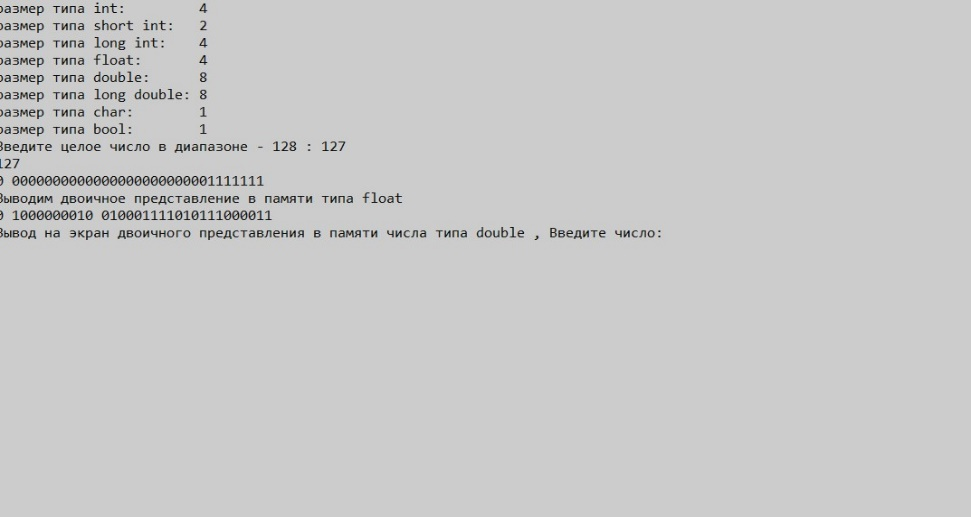 размер типа int: 4
размер типа short int: 2
размер типа long int: 4
размер типа float: 4
размер типа double: 8
размер типа long double: 8
размер типа char: 1
размер типа bool: 1
Введите целое число в диапазоне - 128 : 127
127
0 0000000000000000000000001111111
Выводим двоичное представление в памяти типа float
0 1000000010 010001111010111000011
Вывод на экран двоичного представления в памяти числа типа double , Введите число: